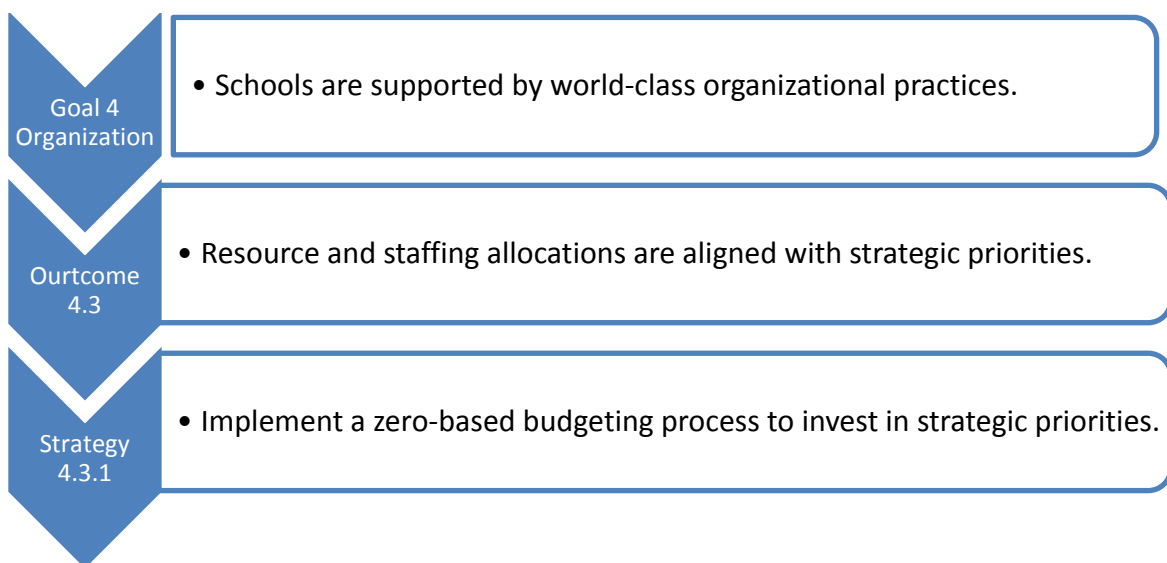 Goal 4
Organization
• Schools are supported by world-class organizational practices.
Ourtcome
4.3
• Resource and staffing allocations are aligned with strategic priorities.
Strategy
4.3.1
• Implement a zero-based budgeting process to invest in strategic priorities.